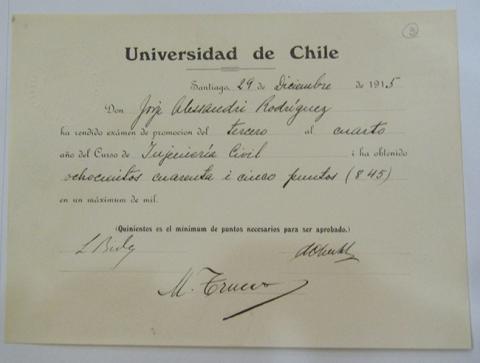 3
Universidad de Chile
Santiago, 29 de Diciembre de 1915
Don Jorje Alessandri Rodríguez
ha rendido exámen de promocion del tercero al cuarto
año del Curso de Injeniería Civil i ha obtenido
ochocientos cuarenta i cinco puntos (845)
en un máximum de mil.
(Quinientos es el mínimum de puntos necesarios para ser aprobado.)